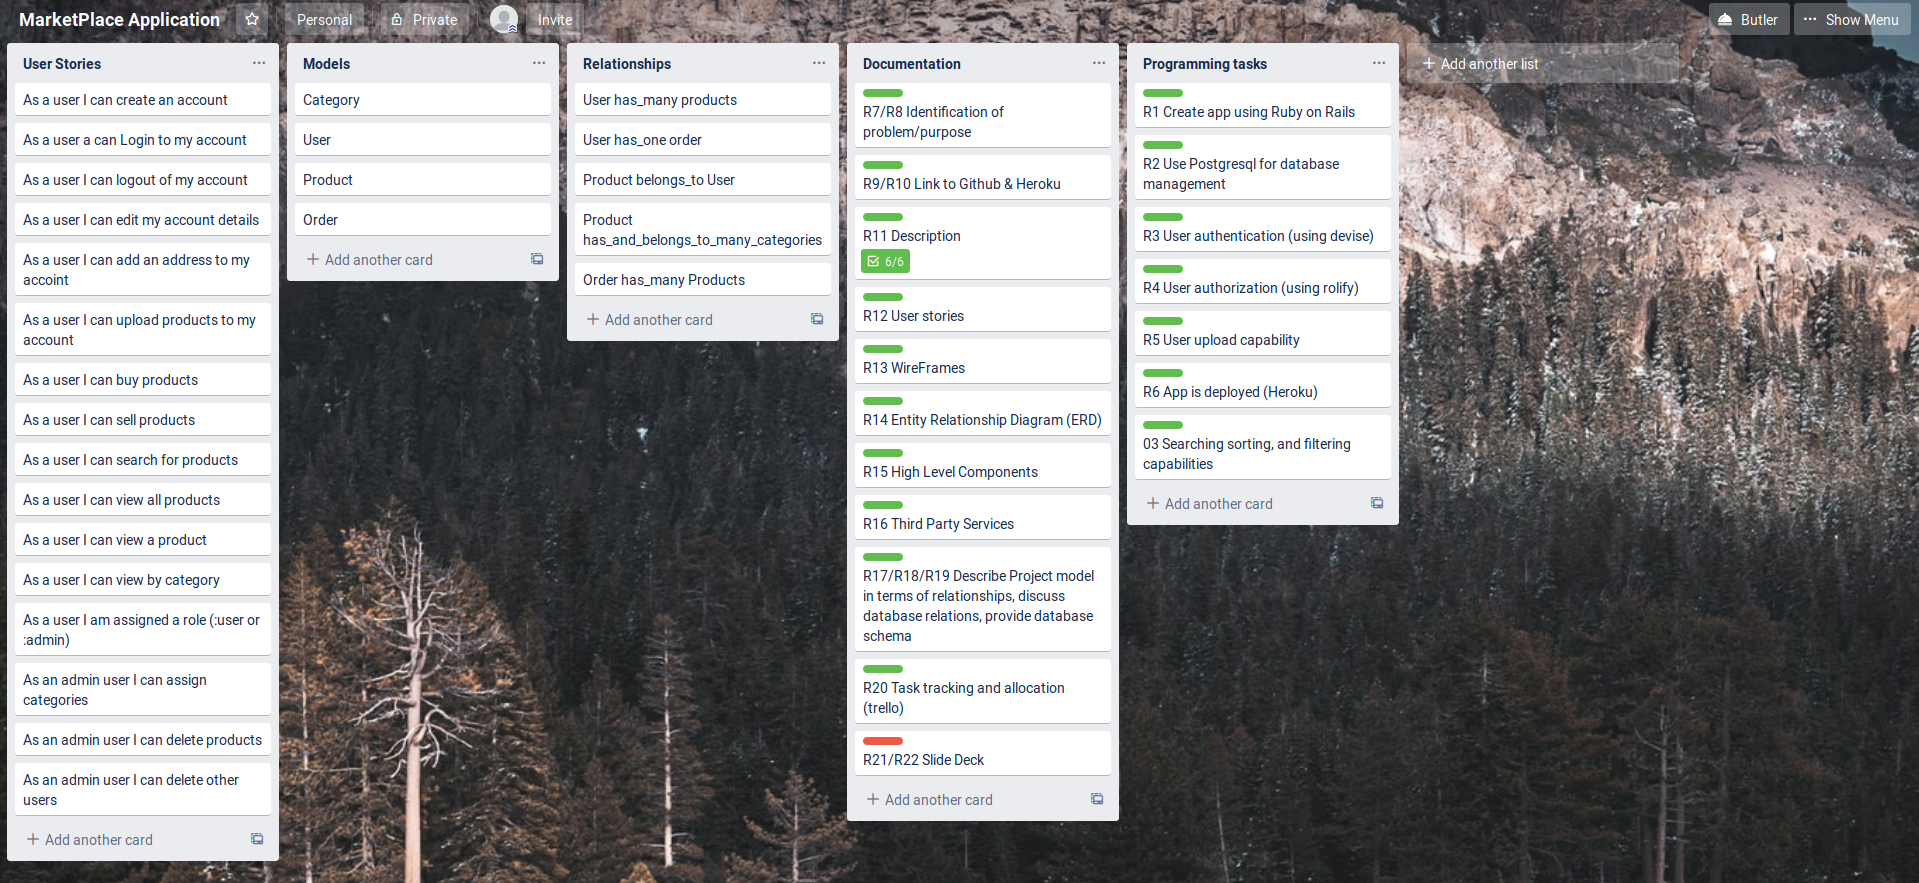 MarketPlace Application
Personal
Private
Invite
Butler
Show Menu
User Stories
As a user I can create an account
As a user a can Login to my account
As a user I can logout of my account
As a user I can edit my account details
As a user I can add an address to my
accoint
As a user I can upload products to my
account
As a user I can buy products
As a user I can sell products
As a user I can search for products
As a user I can view all products
As a user I can view a product
As a user I can view by category
As a user I am assigned a role (:user or
:admin)
As an admin user I can assign
categories
As an admin user I can delete products
As an admin user I can delete other
users
Add another card
Models
Category
User
Product
Order
Add another card
Relationships
User has_many products
User has_one order
Product belongs_to User
Product
has_and_belongs_to_many_categories
Order has_many Products
Add another card
Documentation
R7/R8 Identification of
problem/purpose
R9/R10 Link to Github & Heroku
R11 Description
6/6
R12 User stories
R13 WireFrames
R14 Entity Relationship Diagram (ERD)
R15 High Level Components
R16 Third Party Services
R17/R18/R19 Describe Project model
in terms of relationships, discuss
database relations, provide database
schema
R20 Task tracking and allocation
(trello)
R21/R22 Slide Deck
Add another card
Programming tasks
R1 Create app using Ruby on Rails
R2 Use Postgresql for database
management
R3 User authentication (using devise)
R4 User authorization (using rolify)
R5 User upload capability
R6 App is deployed (Heroku)
03 Searching sorting, and filtering
capabilities
Add another card
Add another list